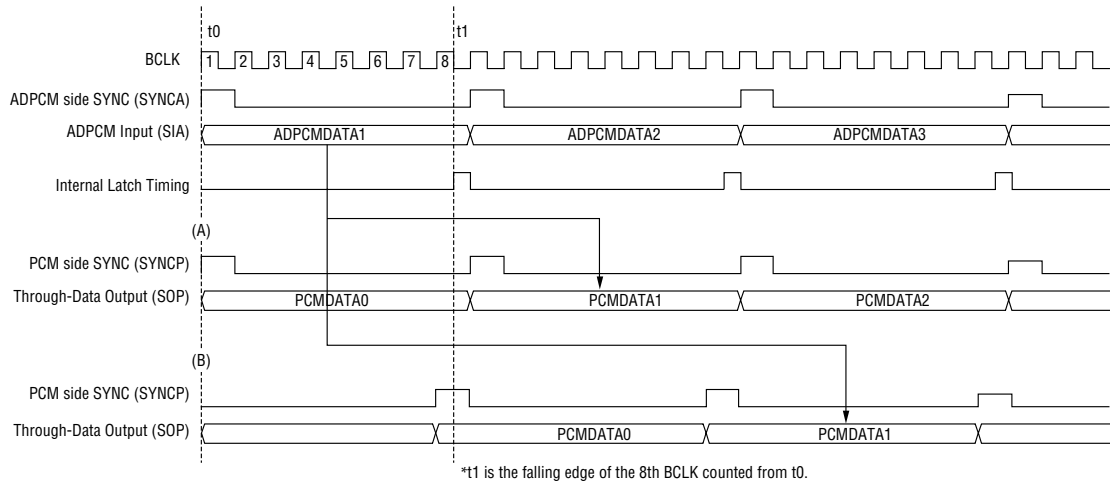 t0
t1
BCLK
1 2 3 4 5 6 7 8
ADPCM side SYNC (SYNCA)
ADPCM Input (SIA)
ADPCMDATA1 ADPCMDATA2 ADPCMDATA3
Internal Latch Timing
(A)
PCM side SYNC (SYNCP)
Through-Data Output (SOP)
PCMDATA0 PCMDATA1 PCMDATA2
(B)
PCM side SYNC (SYNCP)
Through-Data Output (SOP)
PCMDATA0 PCMDATA1
*t1 is the falling edge of the 8th BCLK counted from t0.